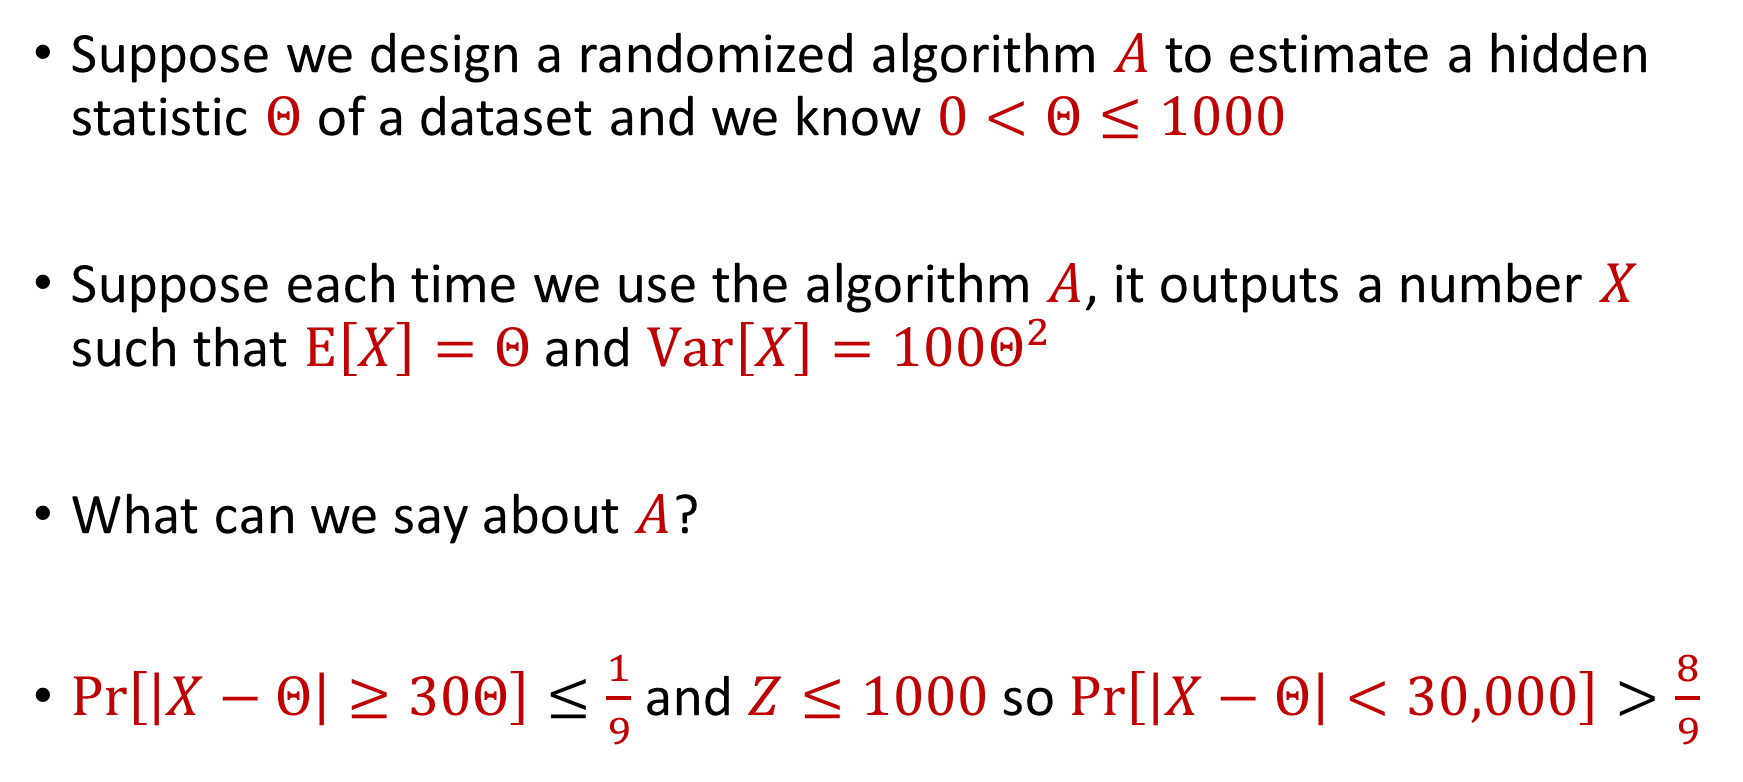 • Suppose we design a randomized algorithm A to estimate a hidden
statistic Θ of a dataset and we know 0 < Θ ≤ 1000
• Suppose each time we use the algorithm A, it outputs a number X
such that E[X] = Θ and Var[X] = 100Θ²
• What can we say about A?
• Pr[|X − Θ| ≥ 30Θ] ≤ 1/9 and Z ≤ 1000 so Pr[|X − Θ| < 30,000] > 8/9